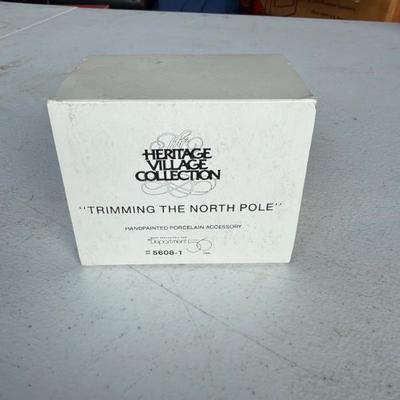 The
HERITAGE
VILLAGE
COLLECTION
"TRIMMING THE NORTH POLE"
HANDPAINTED PORCELAIN ACCESSORY
Department 56
# 5608-1